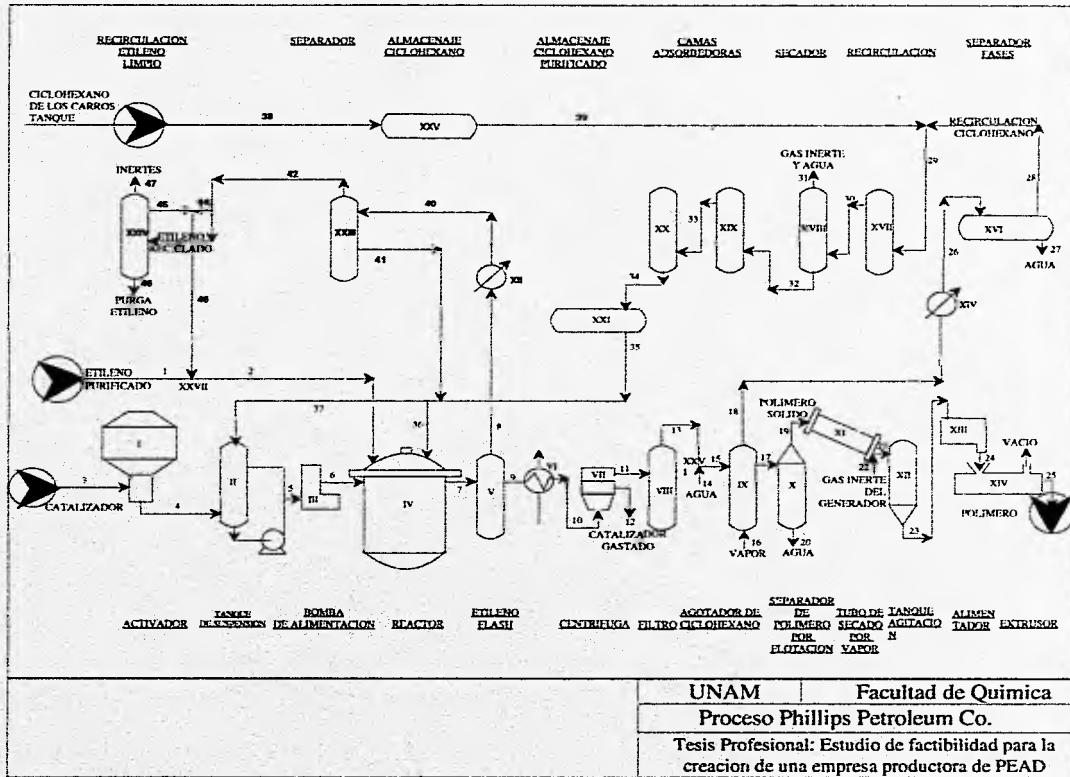 RECIRCULACION
ETILENO
LIMPIO
SEPARADOR
ALMACENAJE
CICLOHEXANO
ALMACENAJE
CICLOHEXANO
PURIFICADO
CAMAS
ADSORBEDORAS
SECADOR
RECIRCULACION
SEPARADOR
FASES
CICLOHEXANO
DE LOS CARROS
TANQUE
38
XXV
39
RECIRCULACION
CICLOHEXANO
INERTES
47
45
44
42
40
GAS INERTE
Y AGUA
31
29
28
XXIV
ETILENO
CLADO
XXIII
41
XX
33
XIX
XVIII
30
XVII
26
XVI
27
AGUA
46
PURGA
ETILENO
46
XII
34
32
XXI
35
XIV
ETILENO
PURIFICADO
1
XXVII
2
37
36
8
18
POLIMERO
SOLIDO
19
XI
XIII
24
VACIO
I
3
CATALIZADOR
4
II
5
III
6
IV
7
V
9
VI
10
VII
11
12
CATALIZADOR
GASTADO
VIII
13
XXV
I
14
AGUA
15
IX
16
VAPOR
17
X
20
AGUA
22
GAS INERTE
DEL
GENERADOR
XII
23
XIV
25
POLIMERO
ACTIVADOR
TANQUE
DE SUSPENSION
BOMBA
DE ALIMENTACION
REACTOR
ETILENO
FLASH
CENTRIFUGA
FILTRO
AGOTADOR DE
CICLOHEXANO
SEPARADOR
DE
POLIMERO
POR
FLOTACION
TUBO DE
SECADO
POR
VAPOR
TANQUE
AGITACIO
N
ALIMEN
TADOR
EXTRUSOR
UNAM
Facultad de Quimica
Proceso Phillips Petroleum Co.
Tesis Profesional: Estudio de factibilidad para la
creacion de una empresa productora de PEAD